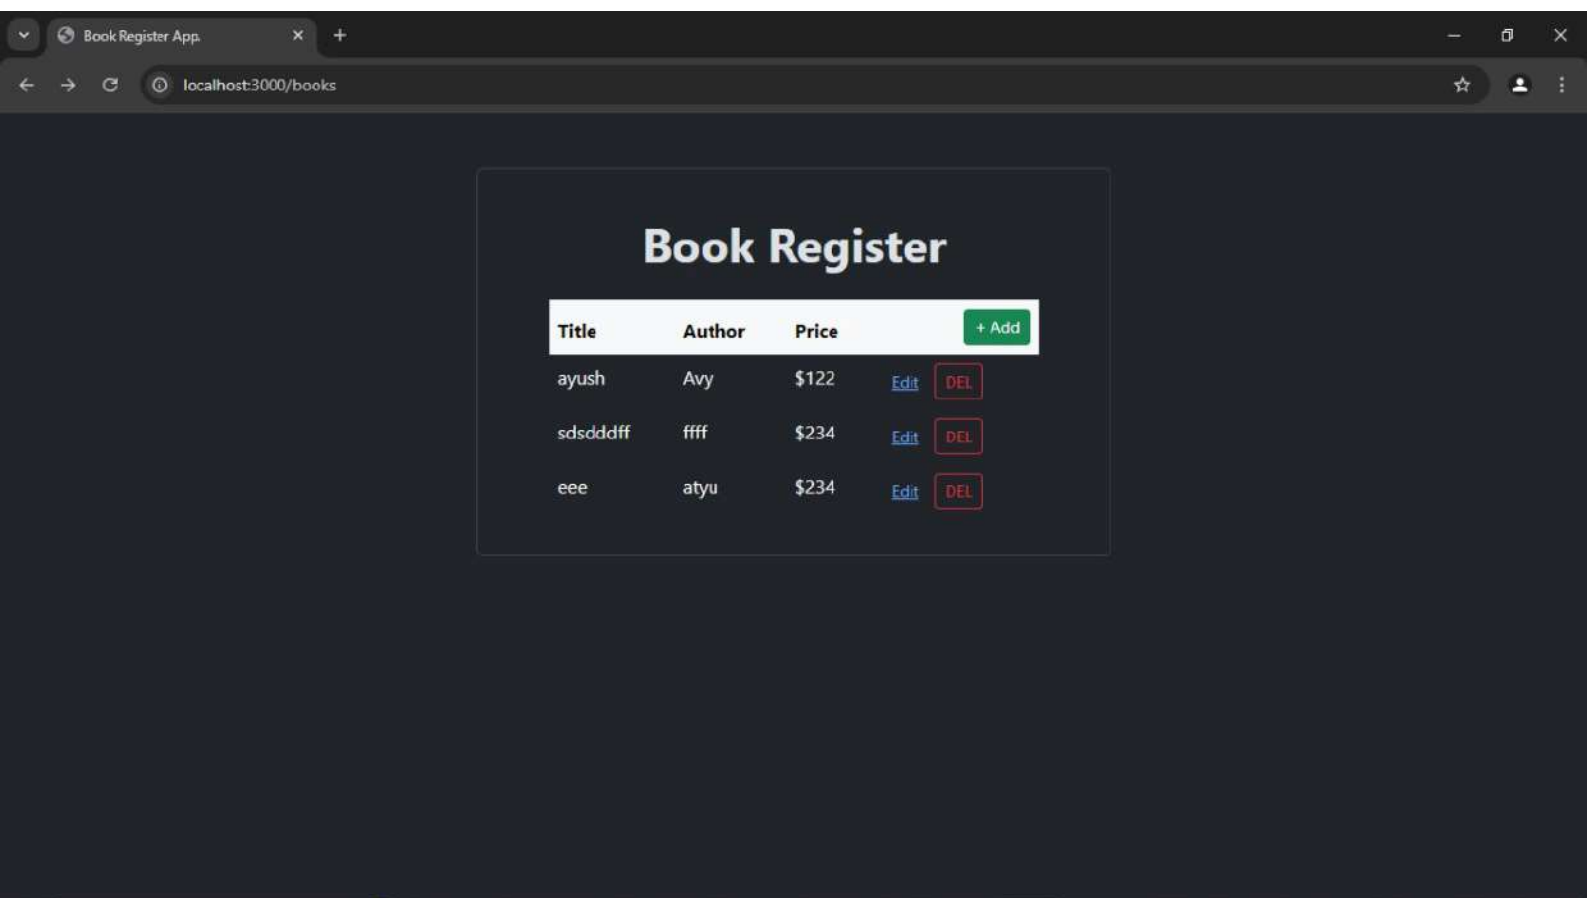 Book Register App.
localhost:3000/books
Book Register
Title Author Price + Add
ayush Avy $122 Edit DEL
sdsdddff ffff $234 Edit DEL
eee atyu $234 Edit DEL